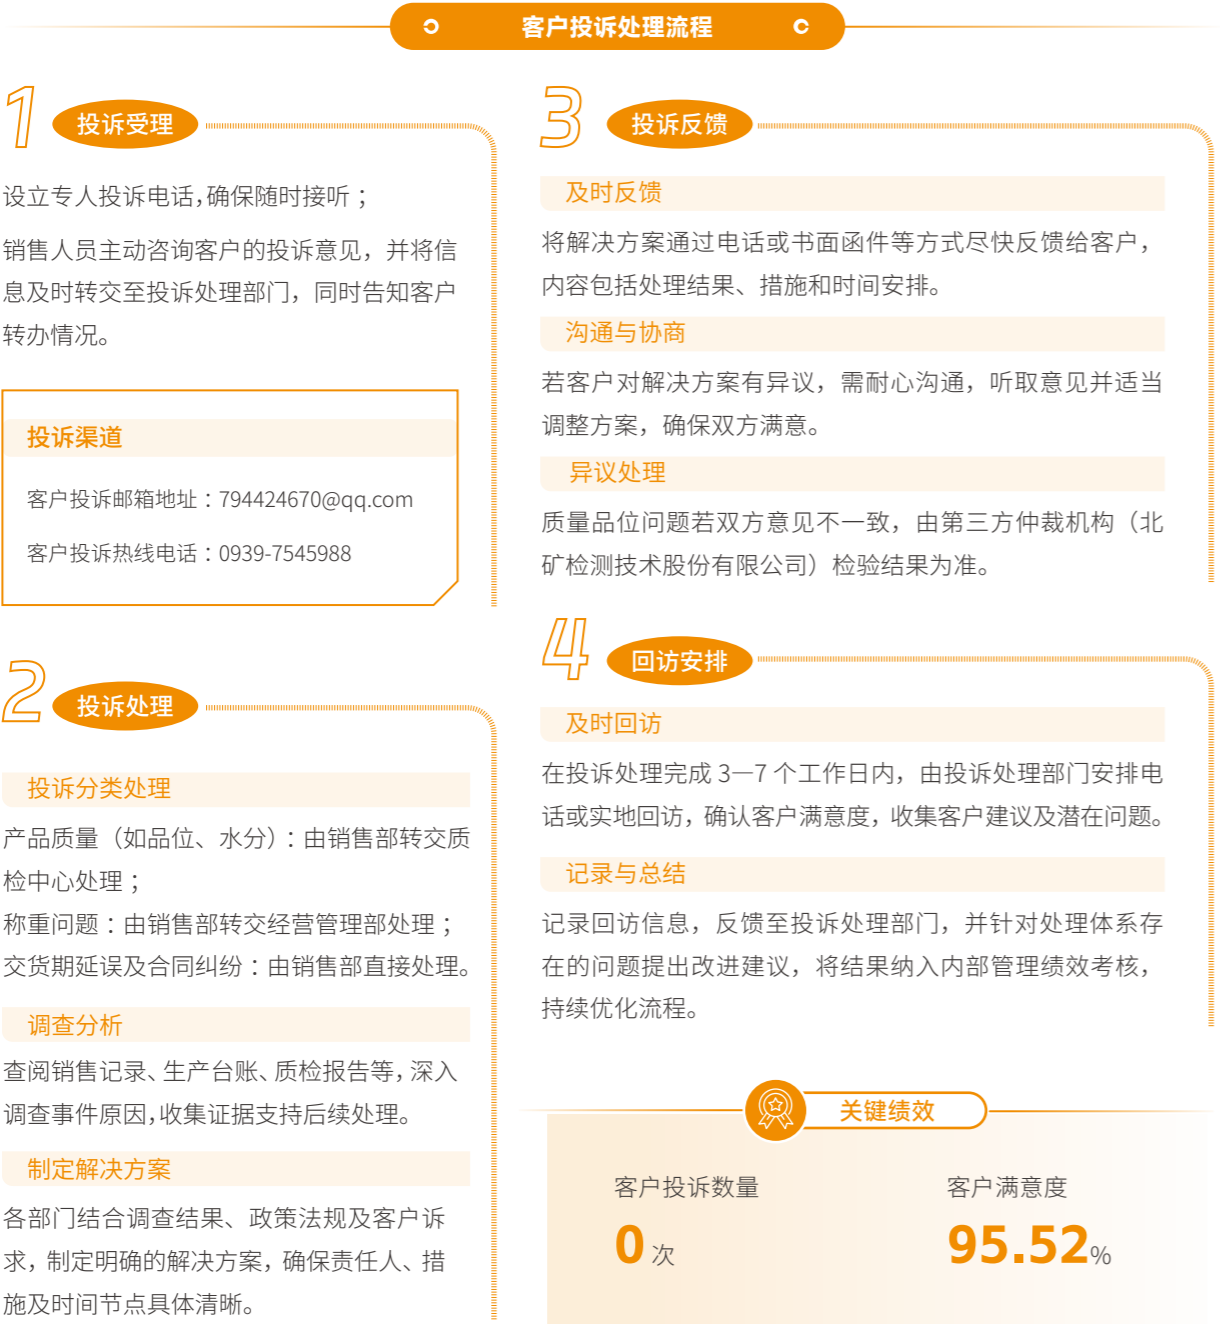 客户投诉处理流程
1 投诉受理
设立专人投诉电话，确保随时接听；
销售人员主动咨询客户的投诉意见，并将信
息及时转交至投诉处理部门，同时告知客户
转办情况。
投诉渠道
客户投诉邮箱地址：794424670@qq.com
客户投诉热线电话：0939-7545988
2 投诉处理
投诉分类处理
产品质量（如品位、水分）：由销售部转交质
检中心处理；
称重问题：由销售部转交经营管理部处理；
交货期延误及合同纠纷：由销售部直接处理。
调查分析
查阅销售记录、生产台账、质检报告等，深入
调查事件原因，收集证据支持后续处理。
制定解决方案
各部门结合调查结果、政策法规及客户诉
求，制定明确的解决方案，确保责任人、措
施及时间节点具体清晰。
3 投诉反馈
及时反馈
将解决方案通过电话或书面函件等方式尽快反馈给客户，
内容包括处理结果、措施和时间安排。
沟通与协商
若客户对解决方案有异议，需耐心沟通，听取意见并适当
调整方案，确保双方满意。
异议处理
质量品位问题若双方意见不一致，由第三方仲裁机构（北
矿检测技术股份有限公司）检验结果为准。
4 回访安排
及时回访
在投诉处理完成 3—7 个工作日内，由投诉处理部门安排电
话或实地回访，确认客户满意度，收集客户建议及潜在问题。
记录与总结
记录回访信息，反馈至投诉处理部门，并针对处理体系存
在的问题提出改进建议，将结果纳入内部管理绩效考核，
持续优化流程。
关键绩效
客户投诉数量
0 次
客户满意度
95.52%